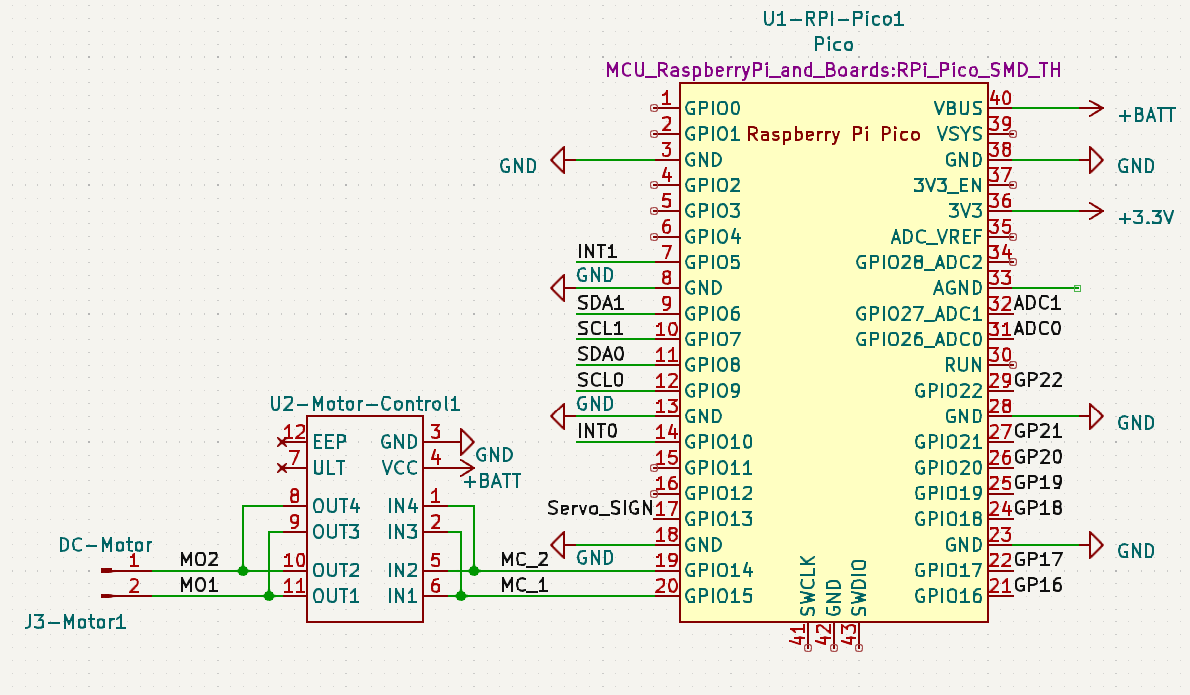 U1-RPI-Pico1
Pico
MCU_RaspberryPi_and_Boards:RPi_Pico_SMD_TH
Raspberry Pi Pico
1 GPIO0
2 GPIO1
GND 3 GND
4 GPIO2
5 GPIO3
6 GPIO4
INT1 7 GPIO5
GND 8 GND
SDA1 9 GPIO6
SCL1 10 GPIO7
SDA0 11 GPIO8
SCL0 12 GPIO9
GND 13 GND
INT0 14 GPIO10
15 GPIO11
16 GPIO12
Servo_SIGN 17 GPIO13
GND 18 GND
MC_2 19 GPIO14
MC_1 20 GPIO15
VBUS 40 +BATT
VSYS 39
GND 38 GND
3V3_EN 37
3V3 36 +3.3V
ADC_VREF 35
GPIO28_ADC2 34
AGND 33
GPIO27_ADC1 32 ADC1
GPIO26_ADC0 31 ADC0
RUN 30
GPIO22 29 GP22
GND 28 GND
GPIO21 27 GP21
GPIO20 26 GP20
GPIO19 25 GP19
GPIO18 24 GP18
GND 23 GND
GPIO17 22 GP17
GPIO16 21 GP16
SWCLK 41
GND 42
SWDIO 43
U2-Motor-Control1
12 EEP GND 3 GND
7 ULT VCC 4 +BATT
8 OUT4 IN4 1
9 OUT3 IN3 2
10 OUT2 IN2 5
11 OUT1 IN1 6
DC-Motor
1 MO2
2 MO1
J3-Motor1